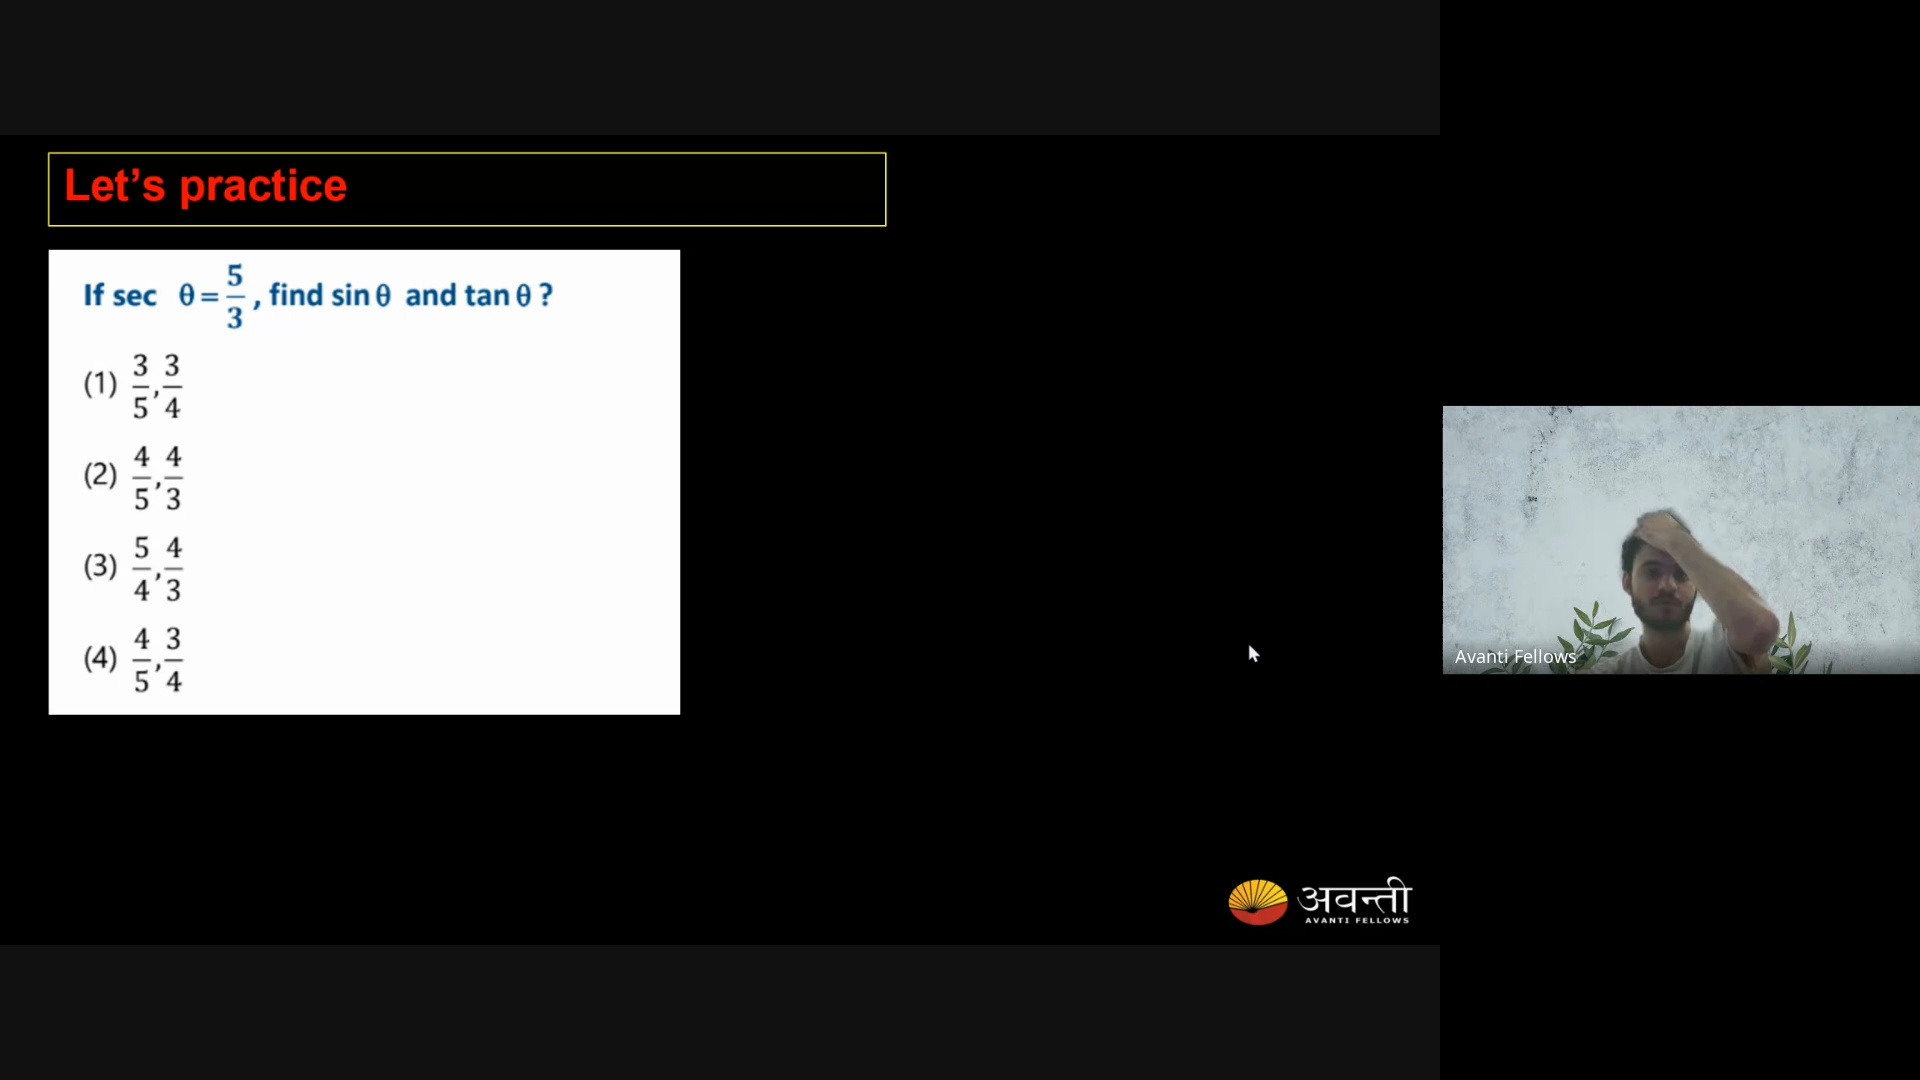 Let's practice
If sec θ = 5/3 , find sin θ and tan θ ?
(1) 3/5 , 3/4
(2) 4/5 , 4/3
(3) 5/4 , 4/3
(4) 4/5 , 3/4
Avanti Fellows
अवन्ती
AVANTI FELLOWS